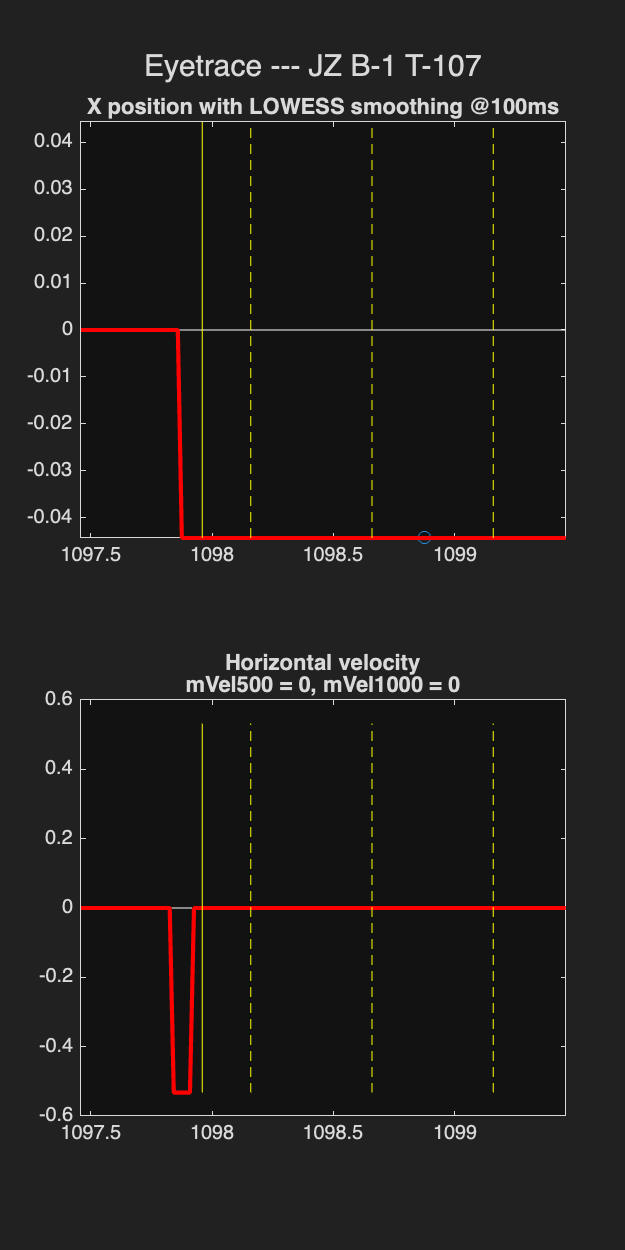 Eyetrace --- JZ B-1 T-107
X position with LOWESS smoothing @100ms
0.04
0.03
0.02
0.01
0
-0.01
-0.02
-0.03
-0.04
1097.5 1098 1098.5 1099
Horizontal velocity
mVel500 = 0, mVel1000 = 0
0.6
0.4
0.2
0
-0.2
-0.4
-0.6
1097.5 1098 1098.5 1099